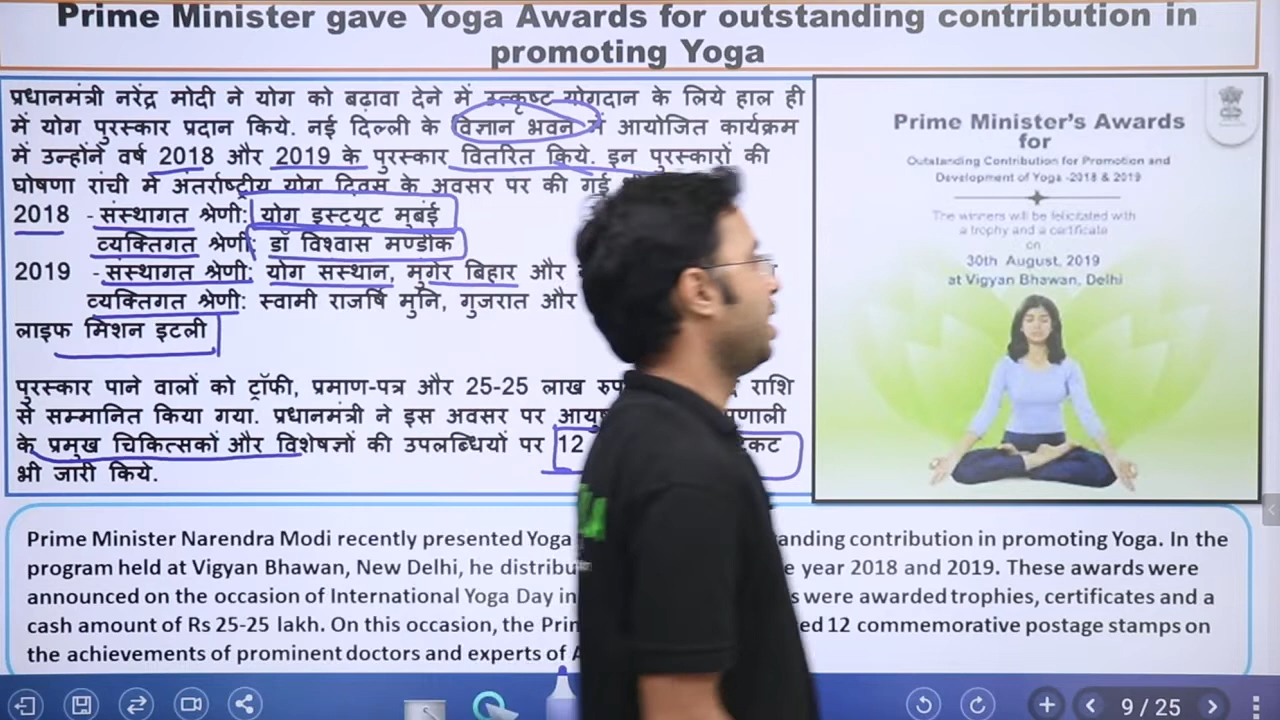 Prime Minister gave Yoga Awards for outstanding contribution in
promoting Yoga
प्रधानमंत्री नरेंद्र मोदी ने योग को बढ़ावा देने में उत्कृष्ट योगदान के लिये हाल ही
में योग पुरस्कार प्रदान किये. नई दिल्ली के विज्ञान भवन में आयोजित कार्यक्रम
में उन्होंने वर्ष 2018 और 2019 के पुरस्कार वितरित किये. इन पुरस्कारों की
घोषणा रांची में अंतर्राष्ट्रीय योग दिवस के अवसर पर की गई
2018 - संस्थागत श्रेणी: योग इंस्टिट्यूट मुबंई
व्यक्तिगत श्रेणी: डॉ विश्वास मण्डलीक
2019 - संस्थागत श्रेणी: योग संस्थान, मुंगेर बिहार और
व्यक्तिगत श्रेणी: स्वामी राजर्षि मुनि, गुजरात और
लाइफ मिशन इटली
पुरस्कार पाने वालों को ट्रॉफी, प्रमाण-पत्र और 25-25 लाख राशि
से सम्मानित किया गया. प्रधानमंत्री ने इस अवसर पर
के प्रमुख चिकित्सकों और विशेषज्ञों की उपलब्धियों पर 12
भी जारी किये.
Prime Minister's Awards
for
Outstanding Contribution for Promotion and
Development of Yoga -2018 & 2019
The winners will be felicitated with
a trophy and a certificate
on
30th August, 2019
at Vigyan Bhawan, Delhi
Prime Minister Narendra Modi recently presented Yoga contribution in promoting Yoga. In the
program held at Vigyan Bhawan, New Delhi, he year 2018 and 2019. These awards were
announced on the occasion of International Yoga Day in were awarded trophies, certificates and a
cash amount of Rs 25-25 lakh. On this occasion, the 12 commemorative postage stamps on
the achievements of prominent doctors and experts of
9 / 25